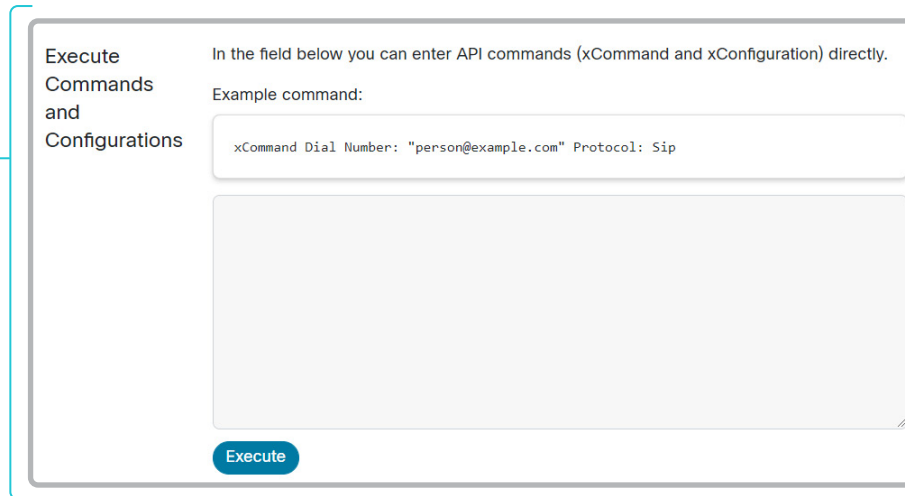 Execute
Commands
and
Configurations
In the field below you can enter API commands (xCommand and xConfiguration) directly.
Example command:
xCommand Dial Number: "person@example.com" Protocol: Sip
Execute